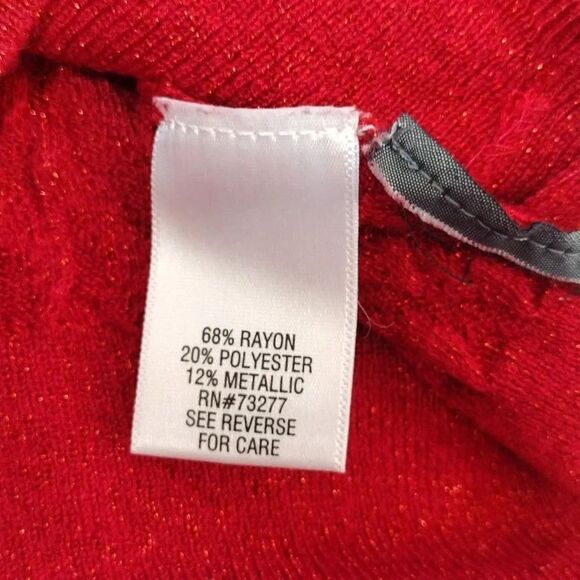 68% RAYON
20% POLYESTER
12% METALLIC
RN#73277
SEE REVERSE
FOR CARE